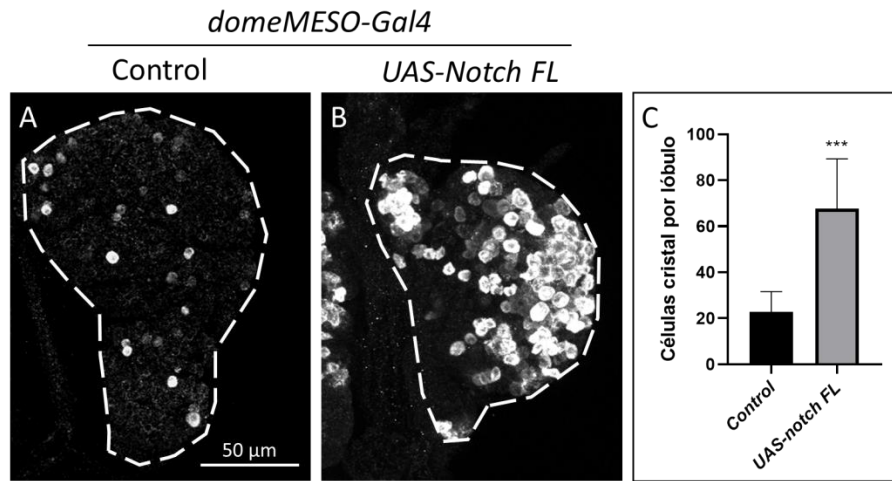 domeMESO-Gal4
Control
UAS-Notch FL
A
B
C
50 µm
Células cristal por lóbulo
100
80
60
40
20
0
***
Control
UAS-notch FL